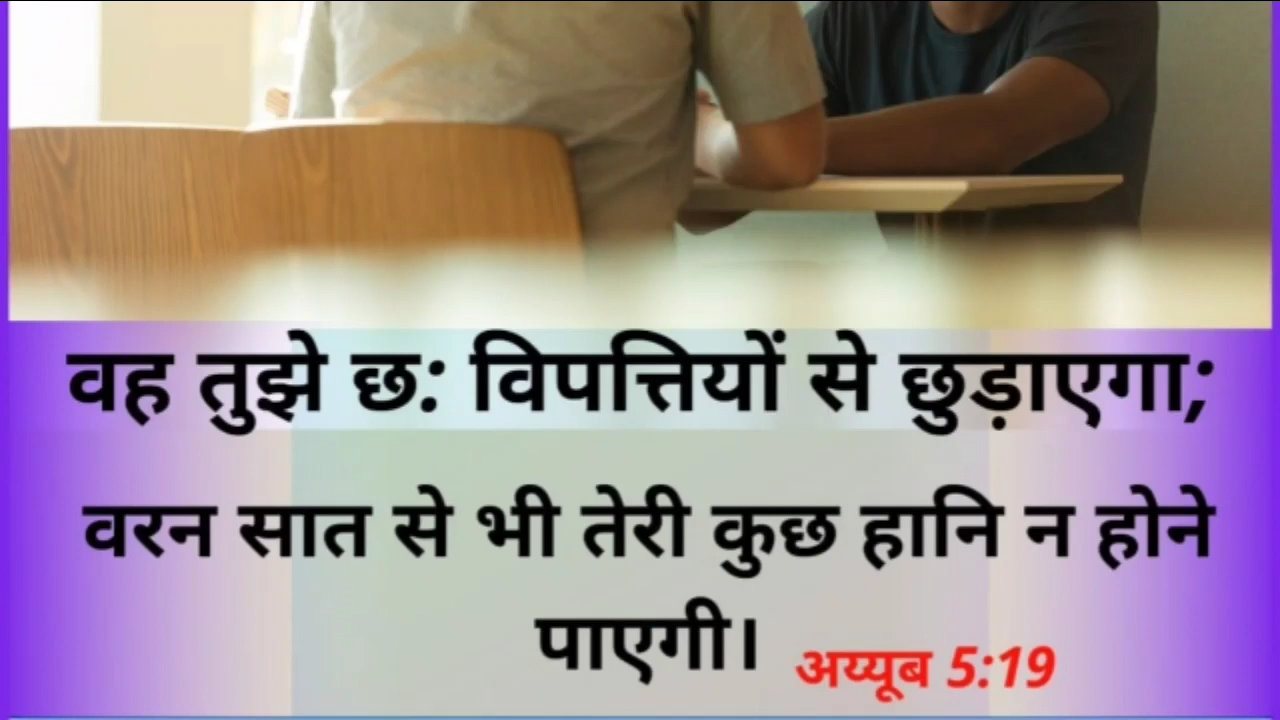 वह तुझे छ: विपत्तियों से छुड़ाएगा;
वरन सात से भी तेरी कुछ हानि न होने
पाएगी।
अय्यूब 5:19